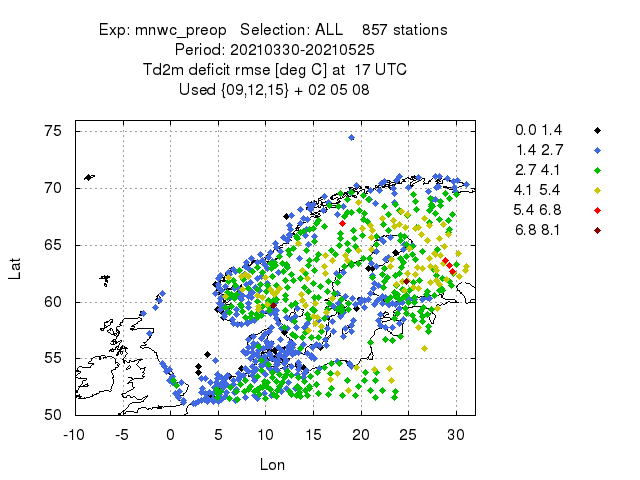 Exp: mnwc_preop Selection: ALL 857 stations
Period: 20210330-20210525
Td2m deficit rmse [deg C] at 17 UTC
Used {09,12,15} + 02 05 08
0.0 1.4
1.4 2.7
2.7 4.1
4.1 5.4
5.4 6.8
6.8 8.1
Lat
75
70
65
60
55
50
-10 -5 0 5 10 15 20 25 30
Lon